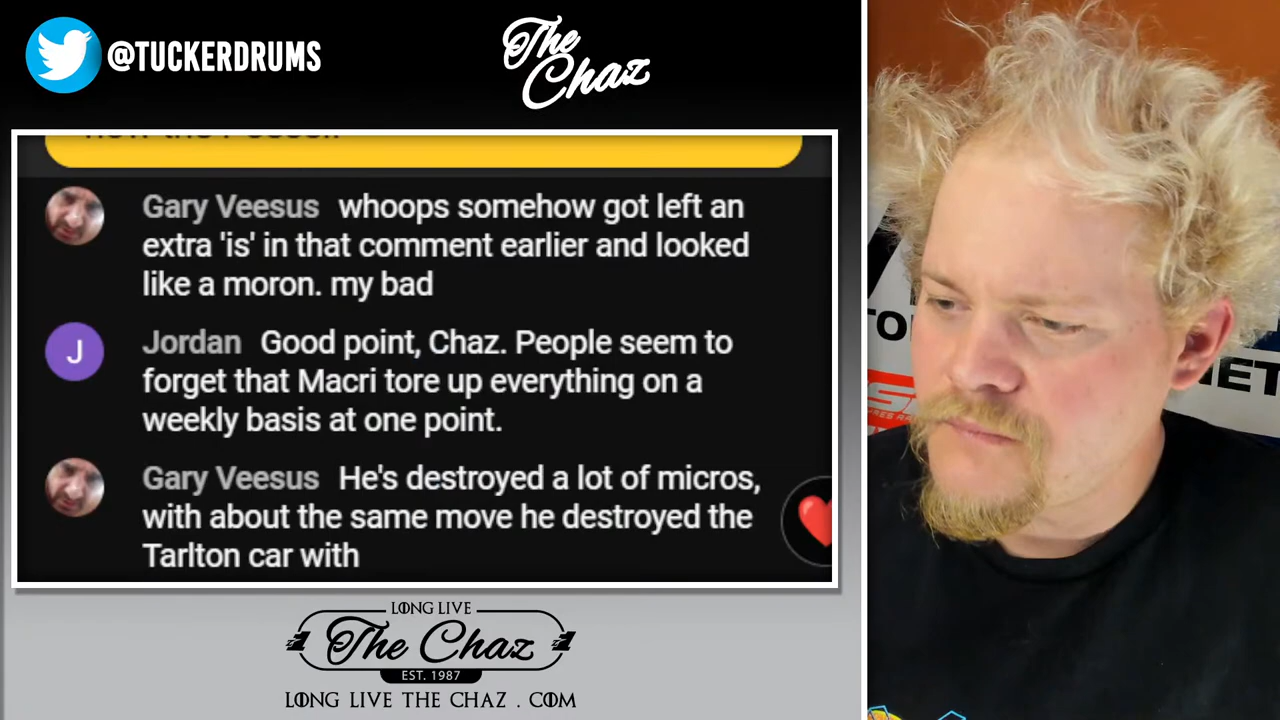 @TUCKERDRUMS
The
Chaz
Gary Veesus whoops somehow got left an
extra 'is' in that comment earlier and looked
like a moron. my bad
J
Jordan Good point, Chaz. People seem to
forget that Macri tore up everything on a
weekly basis at one point.
Gary Veesus He's destroyed a lot of micros,
with about the same move he destroyed the
Tarlton car with
LONG LIVE
The Chaz
EST. 1987
LONG LIVE THE CHAZ . COM